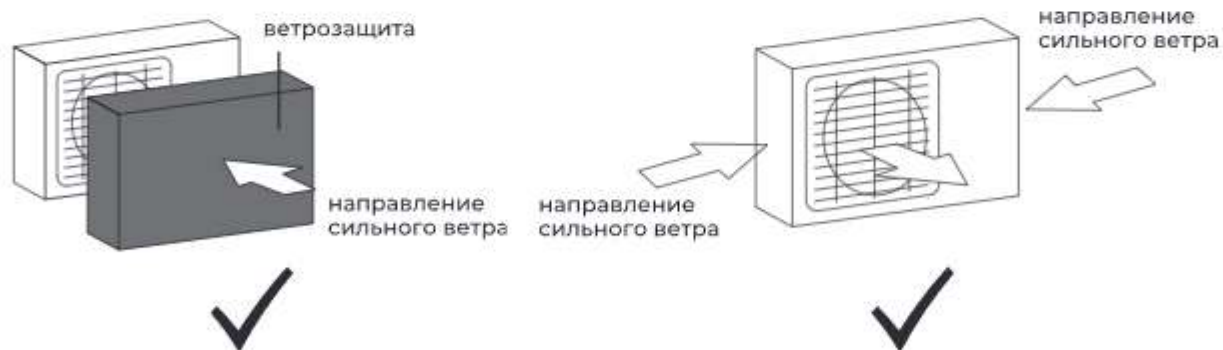 ветрозащита
направление
сильного ветра
направление
сильного ветра
направление
сильного ветра